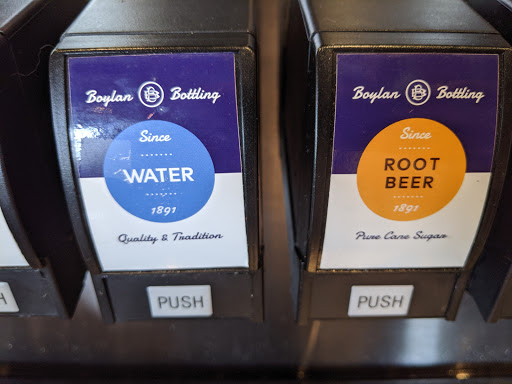 Boylan B Bottling
Since
WATER
1891
Quality & Tradition
PUSH
Boylan B Bottling
Since
ROOT
BEER
1891
Pure Cane Sugar
PUSH